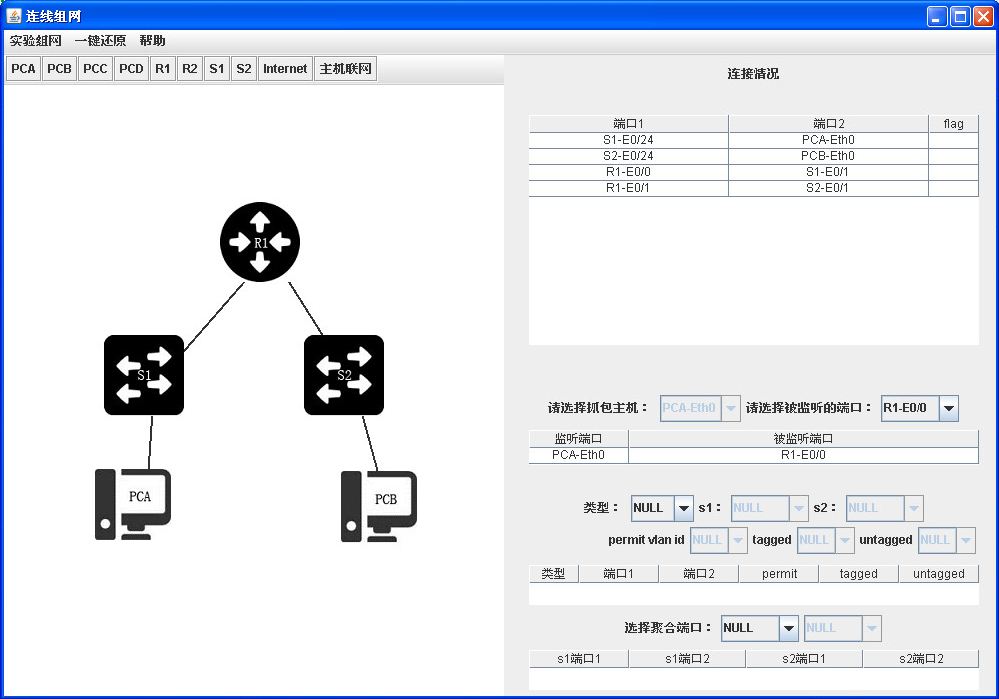 连线组网
实验组网 一键还原 帮助
PCA PCB PCC PCD R1 R2 S1 S2 Internet 主机联网
连接情况
端口1 端口2 flag
S1-E0/24 PCA-Eth0
S2-E0/24 PCB-Eth0
R1-E0/0 S1-E0/1
R1-E0/1 S2-E0/1
R1
S1 S2
PCA PCB
请选择抓包主机： PCA-Eth0 请选择被监听的端口： R1-E0/0
监听端口 被监听端口
PCA-Eth0 R1-E0/0
类型： NULL s1： NULL s2： NULL
permit vlan id NULL tagged NULL untagged NULL
类型 端口1 端口2 permit tagged untagged
选择聚合端口： NULL NULL
s1端口1 s1端口2 s2端口1 s2端口2